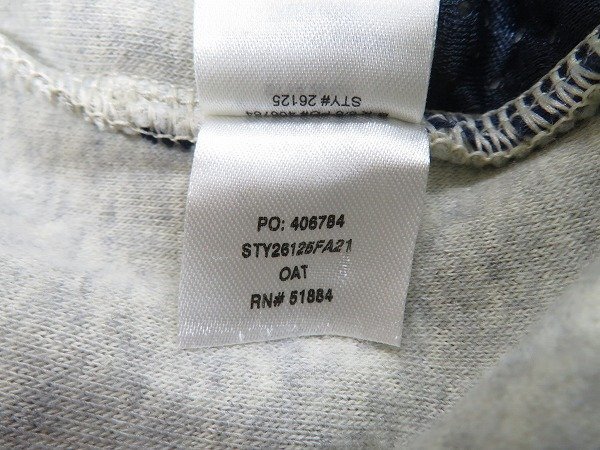 STY# 26125
PO: 406784
STY26125FA21
OAT
RN# 51884